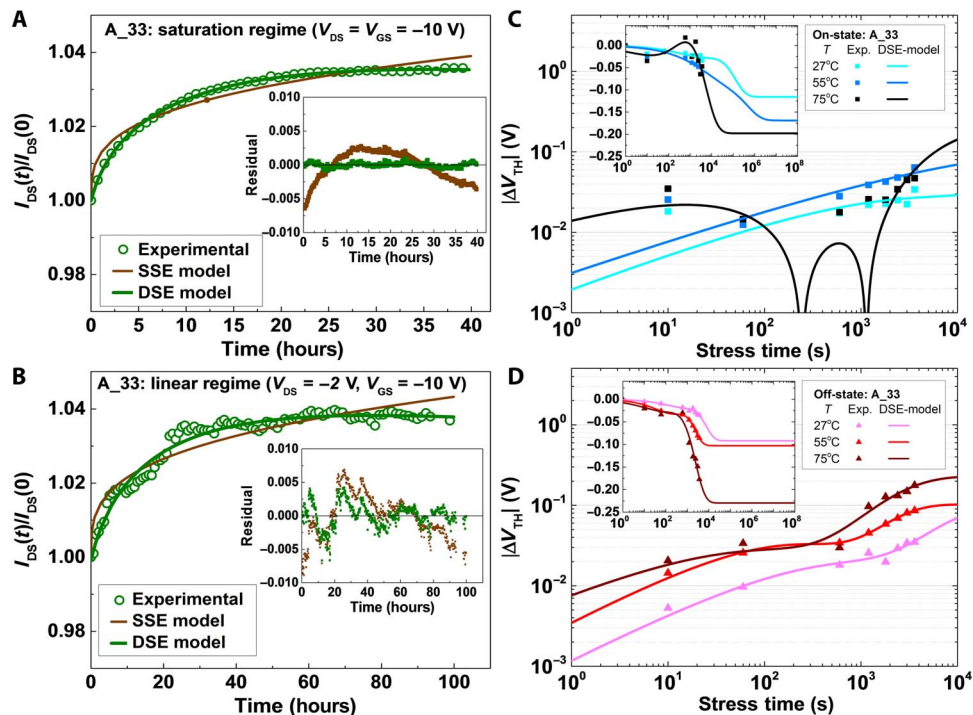 A
A_33: saturation regime (VDS = VGS = −10 V)
1.04
1.02
1.00
0.98
IDS(t)/IDS(0)
0.010
0.005
0.000
−0.005
−0.010
Residual
0 5 10 15 20 25 30 35 40
Time (hours)
Experimental
SSE model
DSE model
0 5 10 15 20 25 30 35 40
Time (hours)
B
A_33: linear regime (VDS = −2 V, VGS = −10 V)
1.04
1.02
1.00
0.98
IDS(t)/IDS(0)
0.010
0.005
0.000
−0.005
−0.010
Residual
0 20 40 60 80 100
Time (hours)
Experimental
SSE model
DSE model
0 20 40 60 80 100
Time (hours)
C
10⁰
10⁻¹
10⁻²
10⁻³
|ΔVTH| (V)
0.00
−0.05
−0.10
−0.15
−0.20
−0.25
10⁰ 10² 10⁴ 10⁶ 10⁸
On-state: A_33
T Exp. DSE-model
27°C
55°C
75°C
10⁰ 10¹ 10² 10³ 10⁴
Stress time (s)
D
10⁰
10⁻¹
10⁻²
10⁻³
|ΔVTH| (V)
0.00
−0.05
−0.10
−0.15
−0.20
−0.25
10⁰ 10² 10⁴ 10⁶ 10⁸
Off-state: A_33
T Exp. DSE-model
27°C
55°C
75°C
10⁰ 10¹ 10² 10³ 10⁴
Stress time (s)